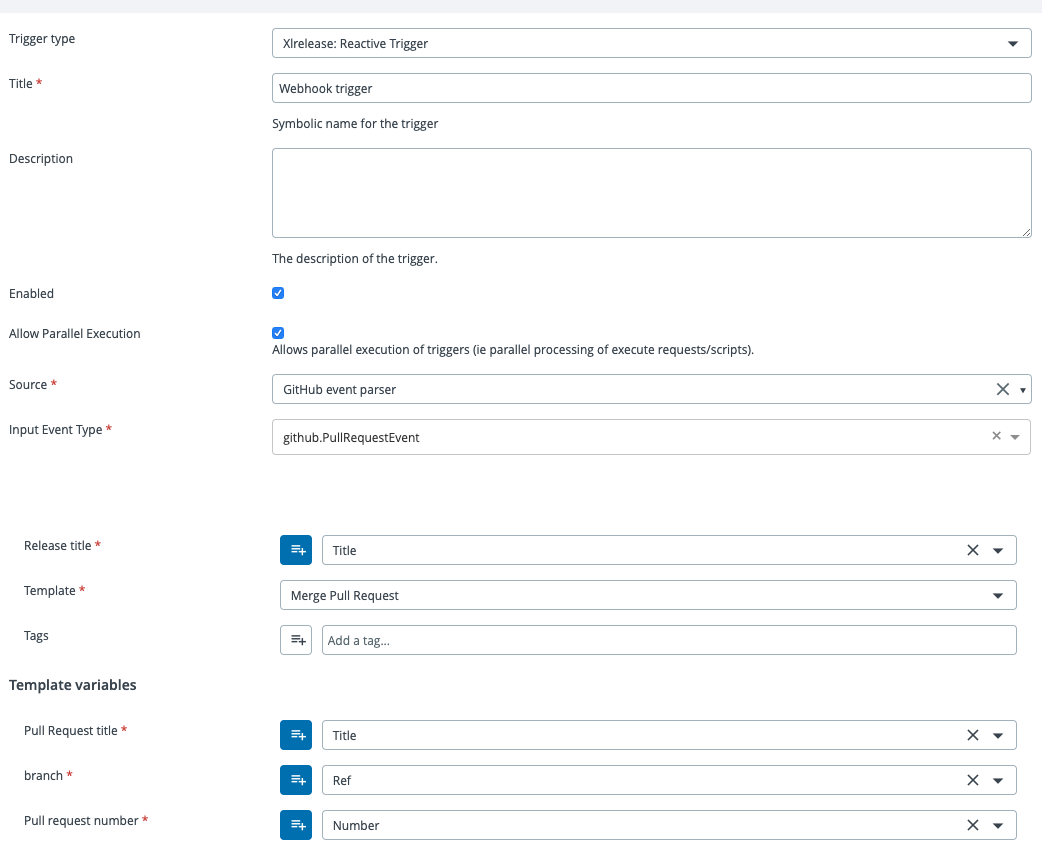 Trigger type
Xlrelease: Reactive Trigger
Title *
Webhook trigger
Symbolic name for the trigger
Description
The description of the trigger.
Enabled
Allow Parallel Execution
Allows parallel execution of triggers (ie parallel processing of execute requests/scripts).
Source *
GitHub event parser
Input Event Type *
github.PullRequestEvent
Release title *
Title
Template *
Merge Pull Request
Tags
Add a tag...
Template variables
Pull Request title *
Title
branch *
Ref
Pull request number *
Number